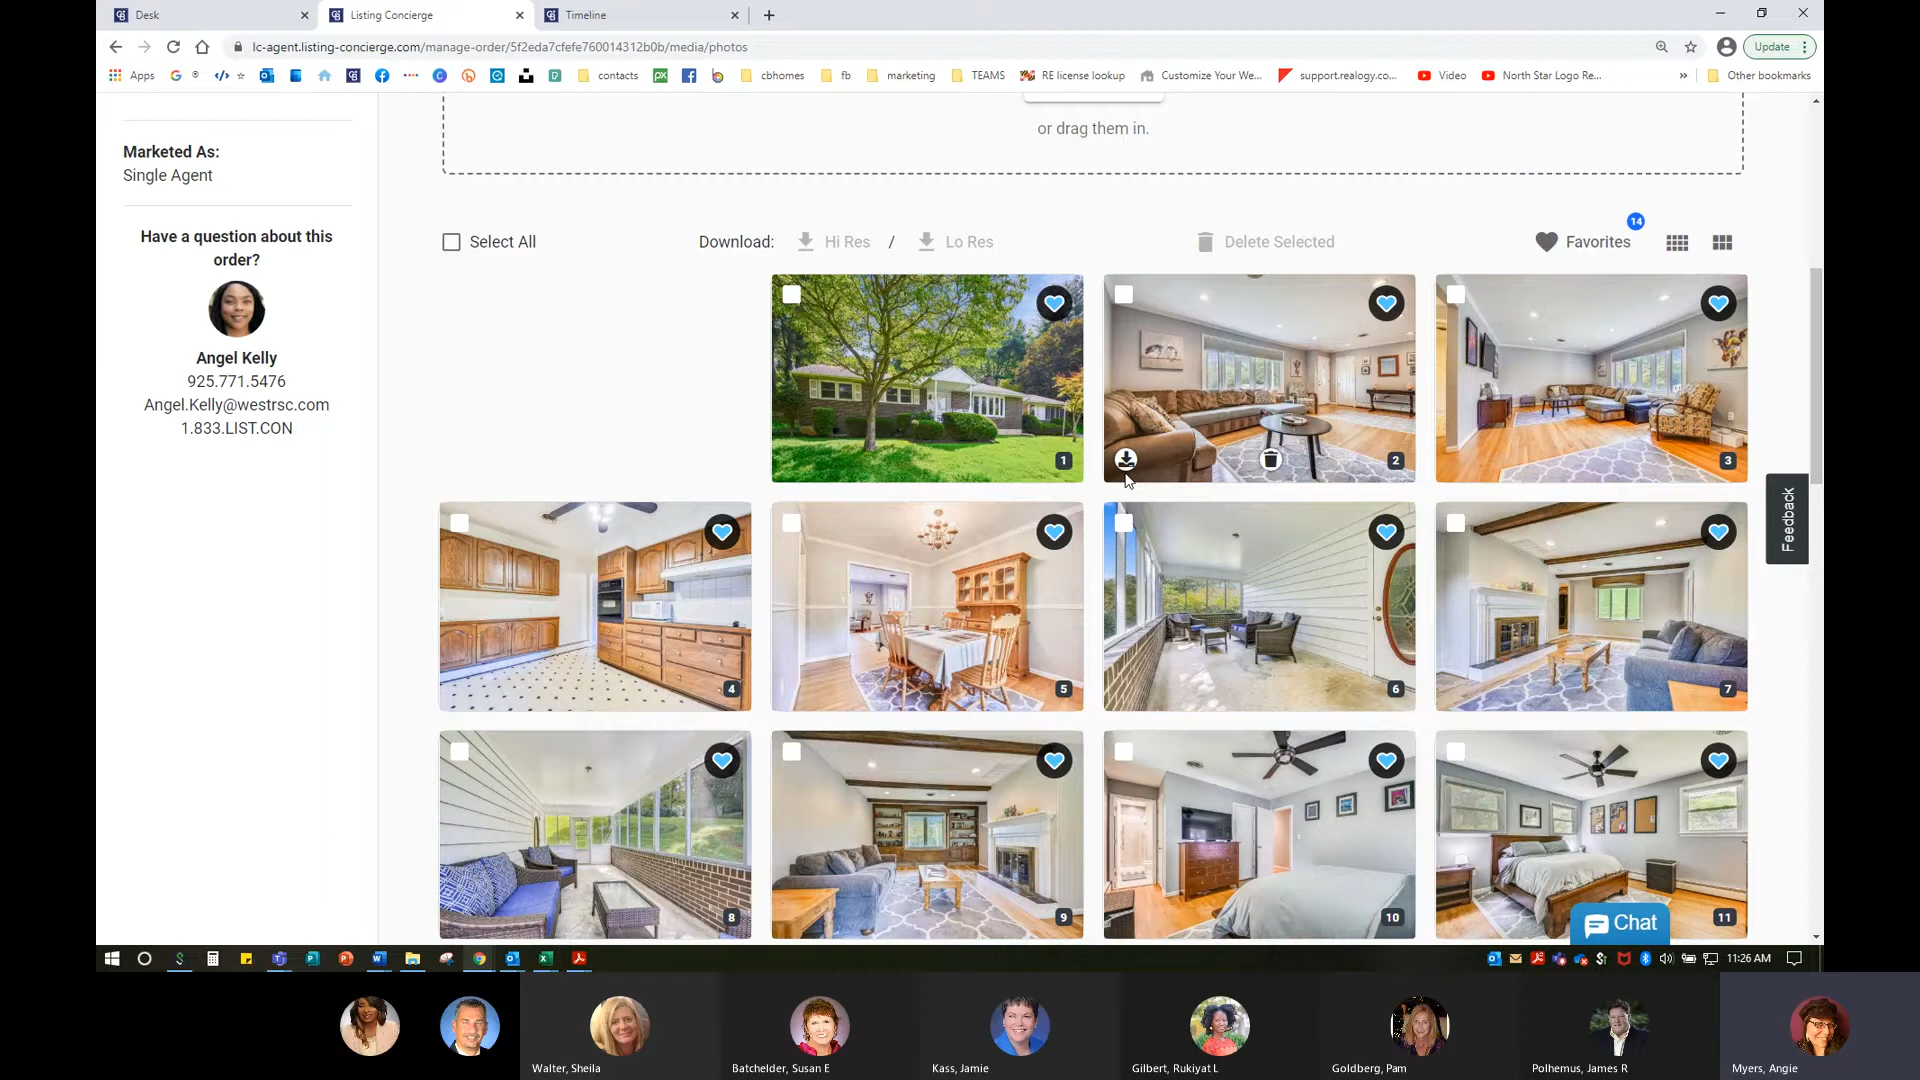 Desk
Listing Concierge
Timeline
lc-agent.listing-concierge.com/manage-order/5f2eda7cfefe760014312b0b/media/photos
Update
Apps
contacts
cbhomes
fb
marketing
TEAMS
RE license lookup
Customize Your We...
support.realogy.co...
Video
North Star Logo Re...
»
Other bookmarks
or drag them in.
Marketed As:
Single Agent
Have a question about this
order?
Angel Kelly
925.771.5476
Angel.Kelly@westrsc.com
1.833.LIST.CON
Select All
Download:
Hi Res
/
Lo Res
Delete Selected
Favorites
14
1
2
3
4
5
6
7
8
9
10
11
Feedback
Chat
11:26 AM
Walter, Sheila
Batchelder, Susan E
Kass, Jamie
Gilbert, Rukiyat L
Goldberg, Pam
Polhemus, James R
Myers, Angie